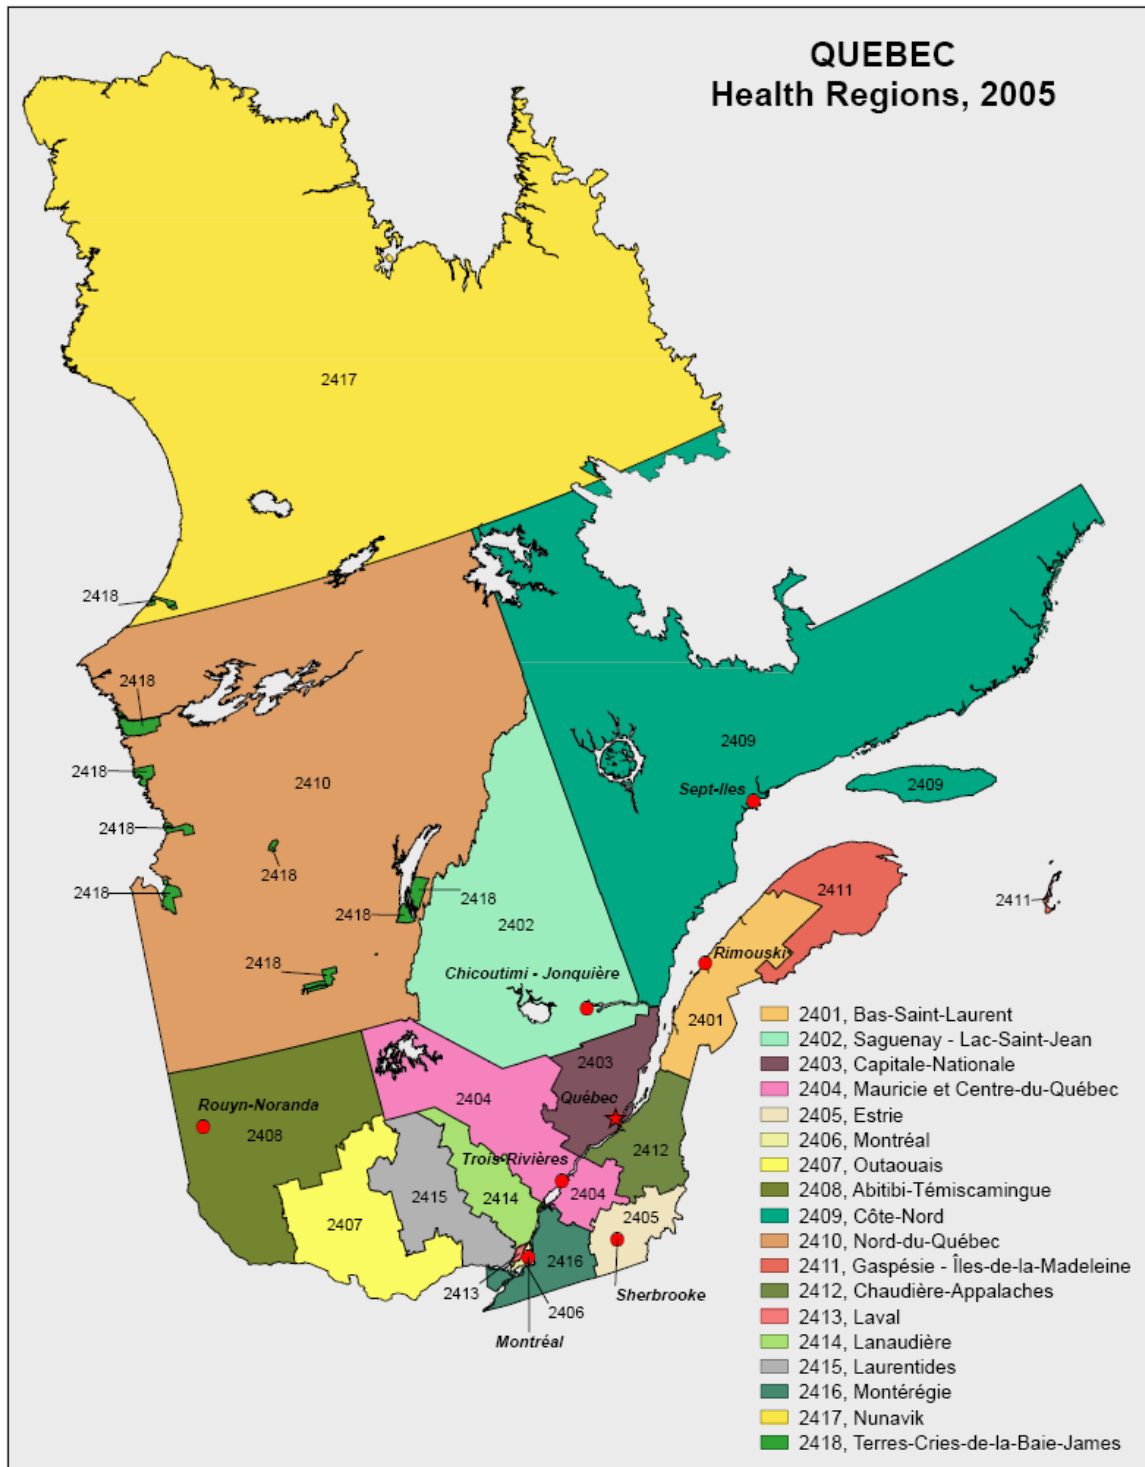 QUEBEC
Health Regions, 2005
2417
2418
2418
2418
2409
2410
2409
Sept-Iles
2418
2418
2411
2418
2418
2418
2411
2402
Rimouski
2418
Chicoutimi - Jonquière
2401
2403
2404
Québec
Rouyn-Noranda
2408
2412
Trois-Rivières
2404
2414
2415
2405
2407
2416
2413
2406
Sherbrooke
Montréal
2401, Bas-Saint-Laurent
2402, Saguenay - Lac-Saint-Jean
2403, Capitale-Nationale
2404, Mauricie et Centre-du-Québec
2405, Estrie
2406, Montréal
2407, Outaouais
2408, Abitibi-Témiscamingue
2409, Côte-Nord
2410, Nord-du-Québec
2411, Gaspésie - Îles-de-la-Madeleine
2412, Chaudière-Appalaches
2413, Laval
2414, Lanaudière
2415, Laurentides
2416, Montérégie
2417, Nunavik
2418, Terres-Cries-de-la-Baie-James